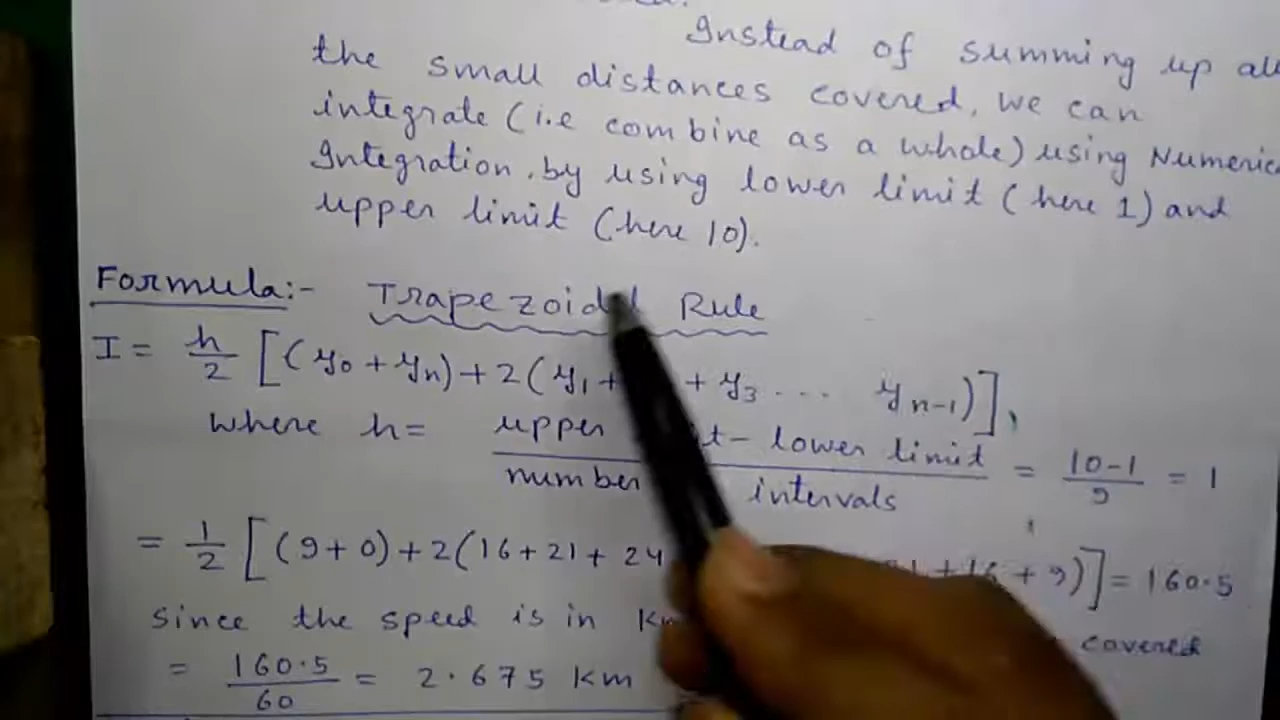 Instead of summing up all
the small distances covered, we can
integrate (i.e combine as a whole) using Numeric
Integration. by using lower limit (here 1) and
upper limit (here 10).
Formula:- Trapezoidal Rule
I = h/2 [(y0 + yn) + 2(y1 + + y3 ... yn-1)],
where h = upper lower limit / number intervals = 10-1/9 = 1
= 1/2 [(9+0) + 2(16+21+24 +16+9)] = 160.5
since the speed is in Km covered
= 160.5/60 = 2.675 Km